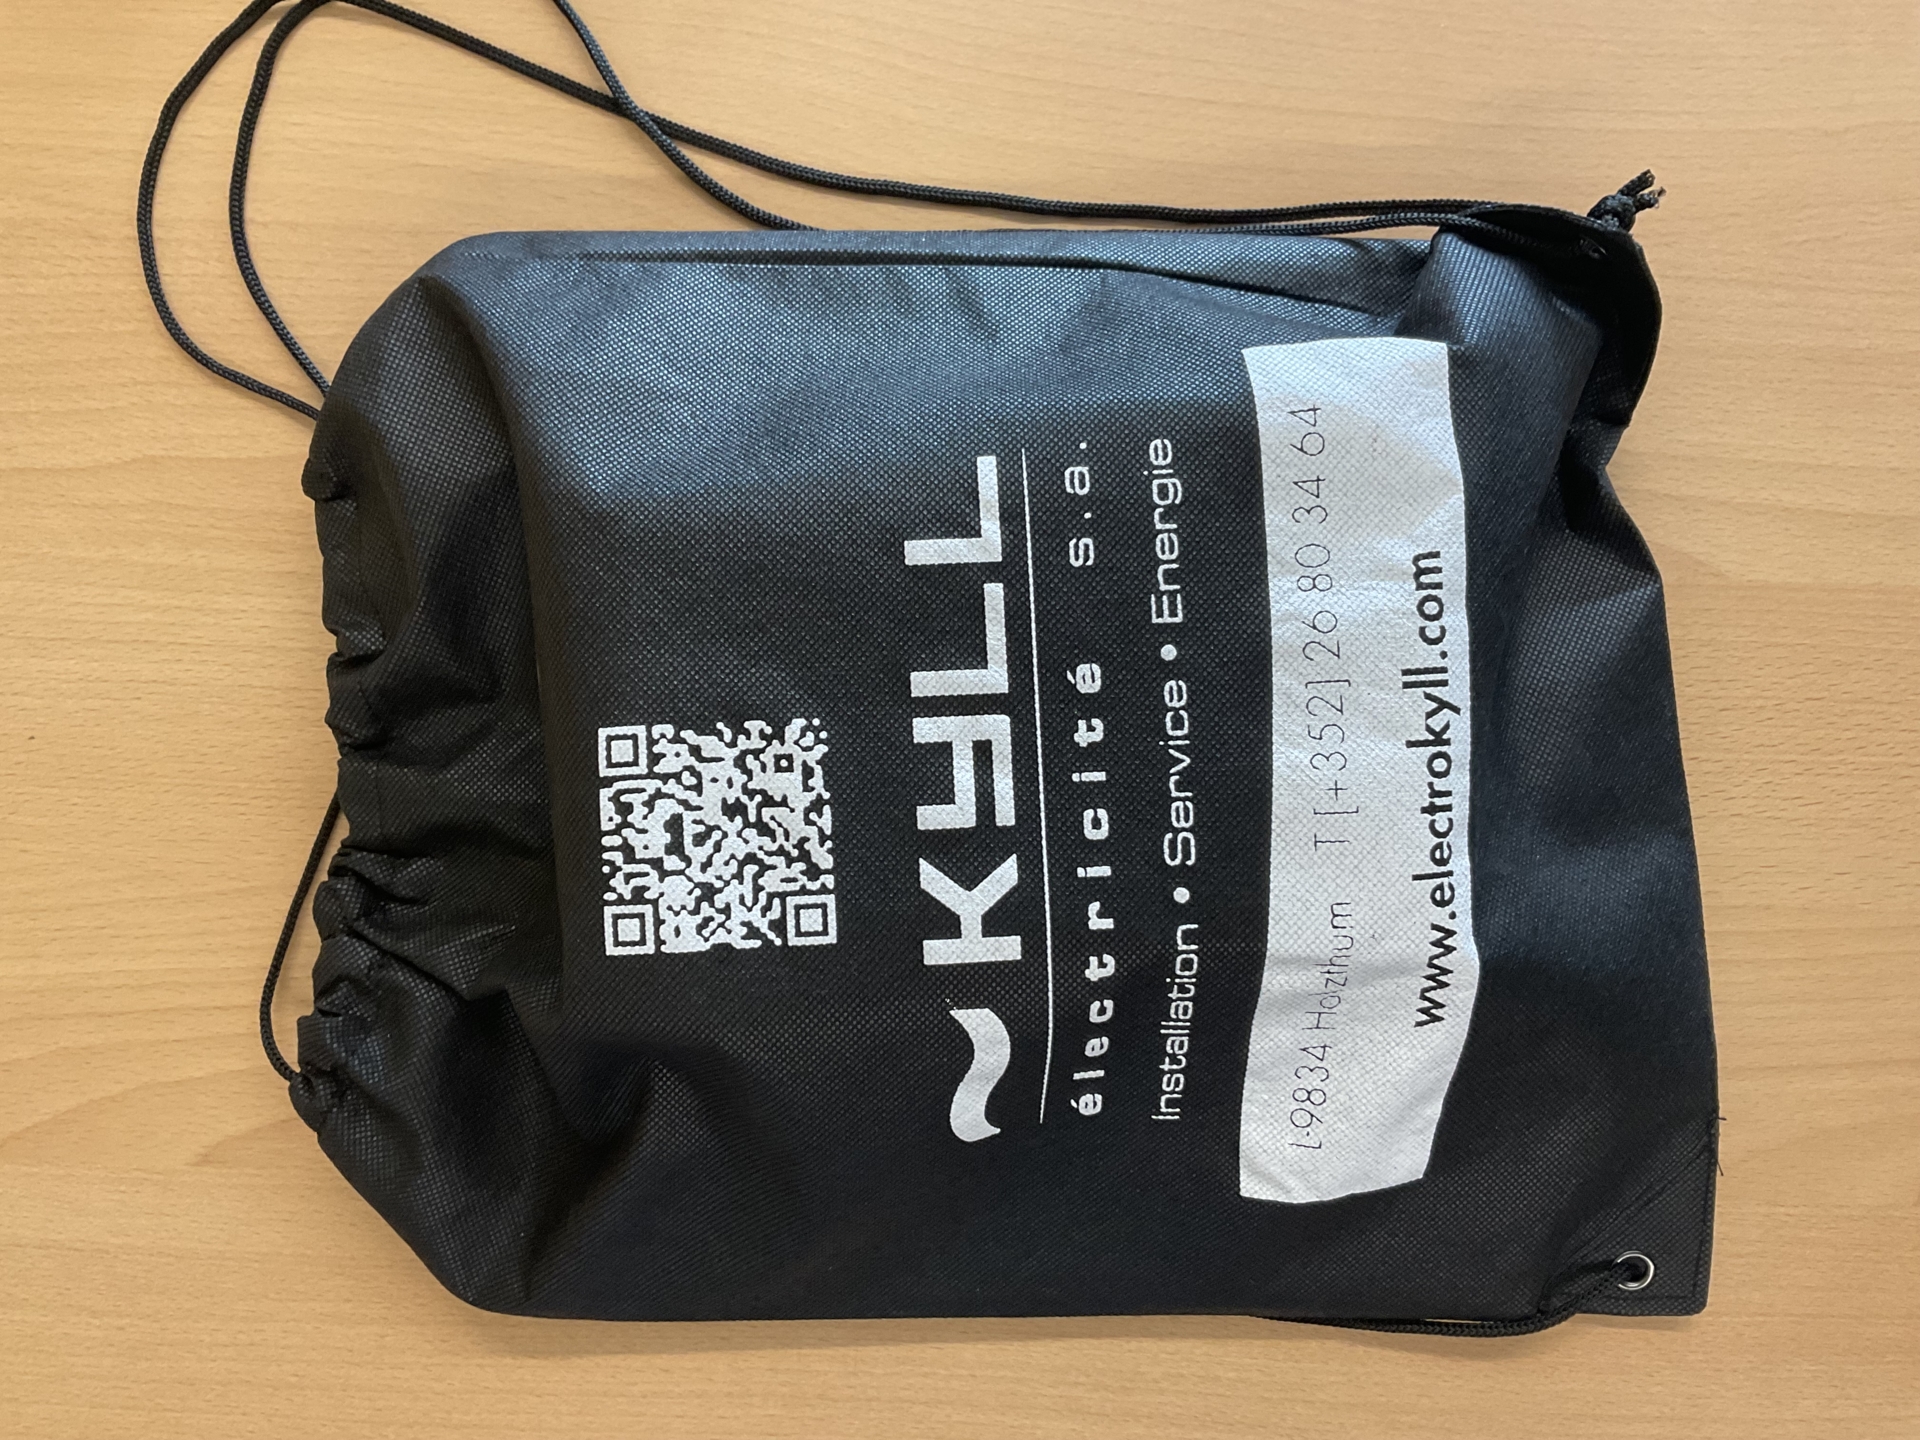 KYLL
électricité s.a.
Installation • Service • Energie
L-9834 Holzthum T [+352] 26 80 34 64
www.electrokyll.com